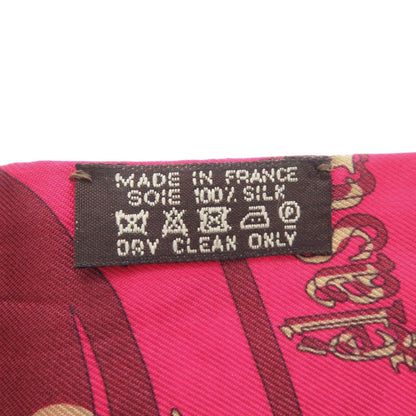 MADE IN FRANCE
SOIE 100% SILK
P
DRY CLEAN ONLY